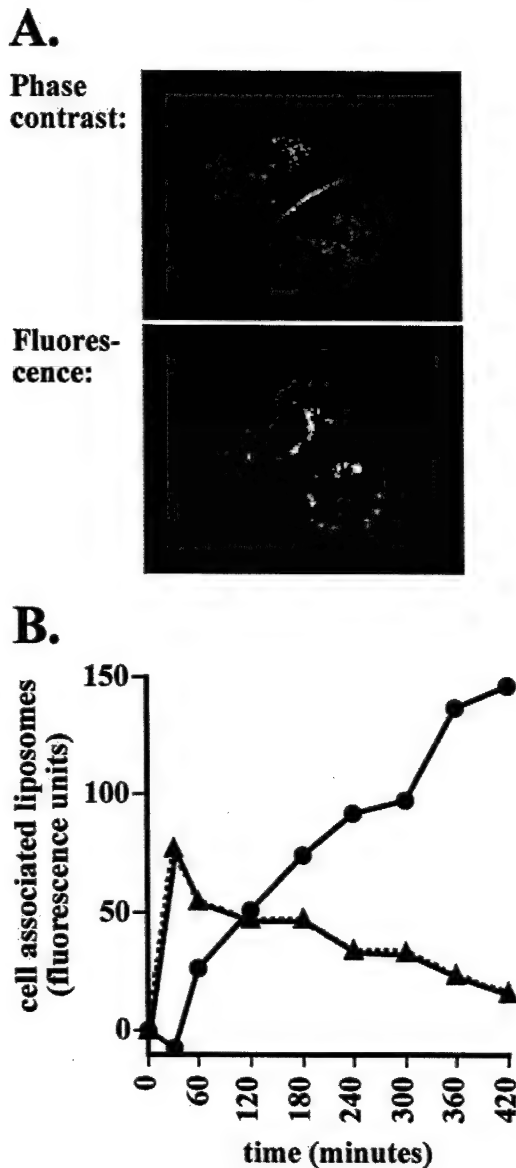 A.
Phase
contrast:
Fluores-
cence:
B.
cell associated liposomes
(fluorescence units)
150
100
50
0
0
60
120
180
240
300
360
420
time (minutes)